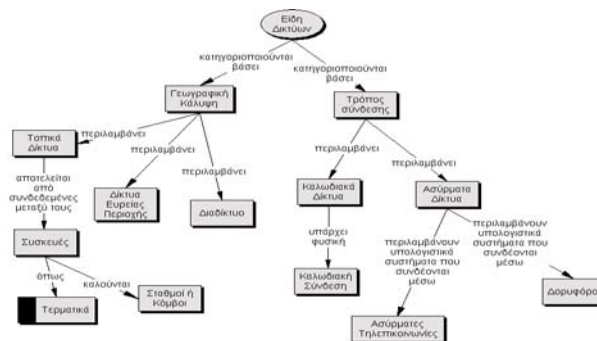 Είδη
Δικτύων
κατηγοριοποιούνται
βάσει
κατηγοριοποιούνται
βάσει
Γεωγραφική
Κάλυψη
Τρόπος
σύνδεσης
Τοπικά
Δίκτυα
περιλαμβάνει
περιλαμβάνει
περιλαμβάνει
περιλαμβάνει
περιλαμβάνει
αποτελείται
από
συνδεδεμένες
μεταξύ τους
Δίκτυα
Ευρείας
Περιοχής
Διαδίκτυο
Καλωδιακά
Δίκτυα
Ασύρματα
Δίκτυα
Συσκευές
υπάρχει
φυσική
περιλαμβάνουν
υπολογιστικά
συστήματα που
συνδέονται
μέσω
περιλαμβάνουν
υπολογιστικά
συστήματα που
συνδέονται
μέσω
όπως
καλούνται
Τερματικά
Σταθμοί ή
Κόμβοι
Καλωδιακή
Σύνδεση
Δορυφόρο
Ασύρματες
Τηλεπικοινωνίες